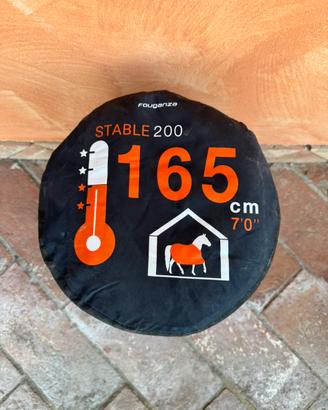 FOUGANZA
STABLE 200
165
cm
7'0"